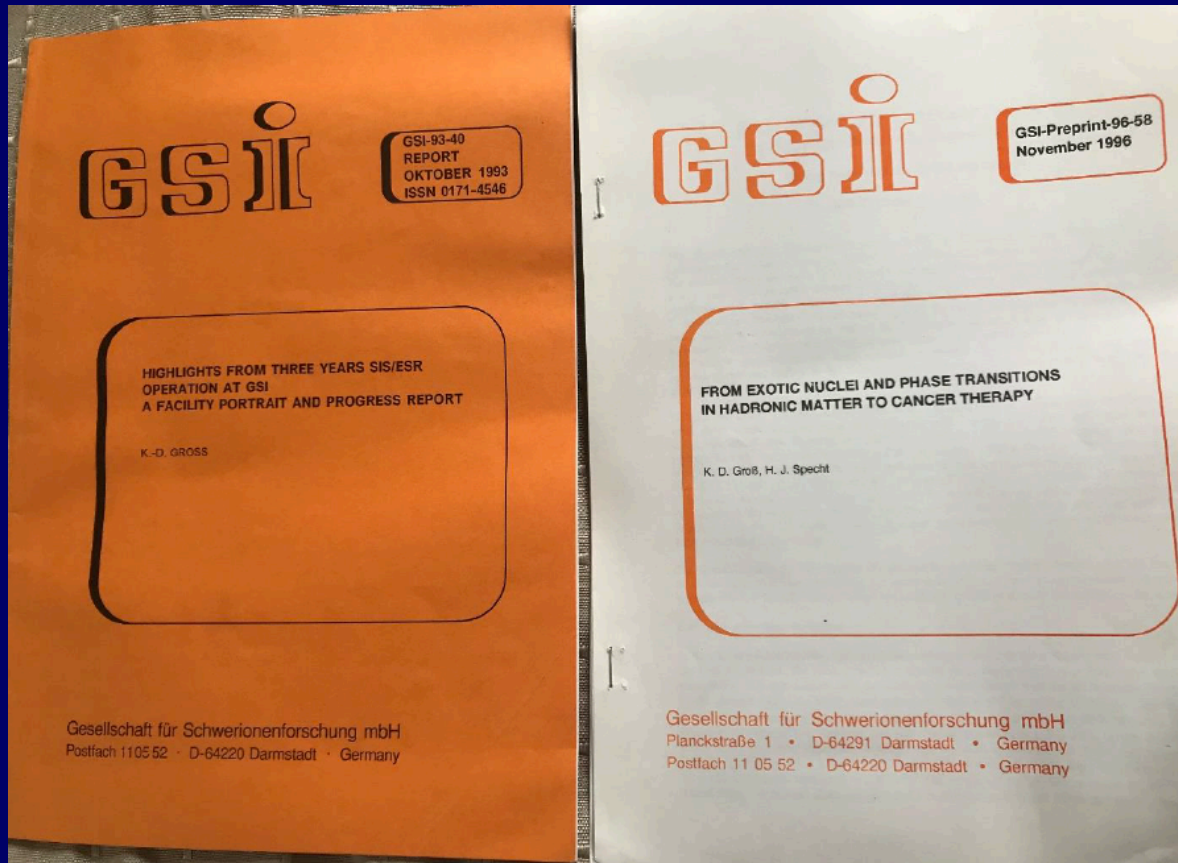 GSI
GSI-93-40
REPORT
OKTOBER 1993
ISSN 0171-4546
HIGHLIGHTS FROM THREE YEARS SIS/ESR
OPERATION AT GSI
A FACILITY PORTRAIT AND PROGRESS REPORT
K.-D. GROSS
Gesellschaft für Schwerionenforschung mbH
Postfach 110552 · D-64220 Darmstadt · Germany
GSI
GSI-Preprint-96-58
November 1996
FROM EXOTIC NUCLEI AND PHASE TRANSITIONS
IN HADRONIC MATTER TO CANCER THERAPY
K. D. Groß, H. J. Specht
Gesellschaft für Schwerionenforschung mbH
Planckstraße 1 • D-64291 Darmstadt • Germany
Postfach 11 05 52 • D-64220 Darmstadt • Germany